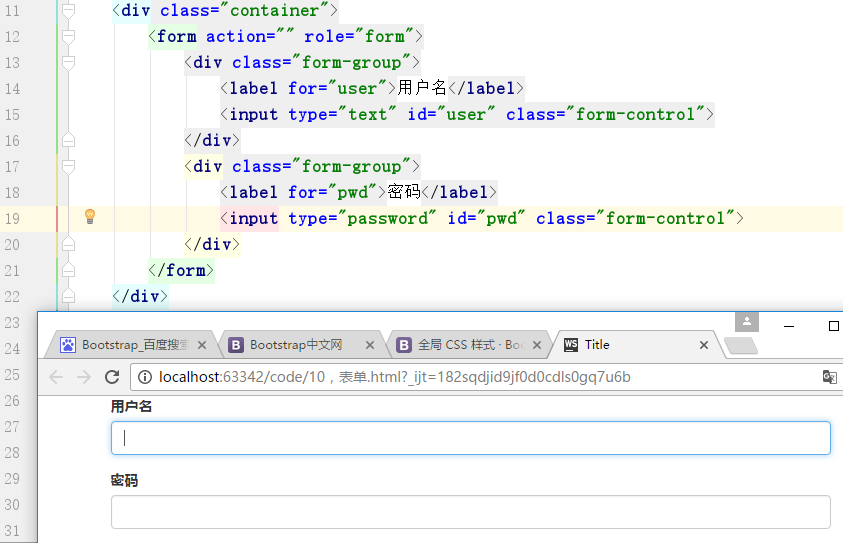 11 <div class="container">
12 <form action="" role="form">
13 <div class="form-group">
14 <label for="user">用户名</label>
15 <input type="text" id="user" class="form-control">
16 </div>
17 <div class="form-group">
18 <label for="pwd">密码</label>
19 <input type="password" id="pwd" class="form-control">
20 </div>
21 </form>
22 </div>
23
24
25
26
27
28
29
30
31
Bootstrap_百度搜索 Bootstrap中文网 全局 CSS 样式 · Boo WS Title
localhost:63342/code/10，表单.html?_ijt=182sqdjid9jf0d0cdls0gq7u6b
用户名
密码